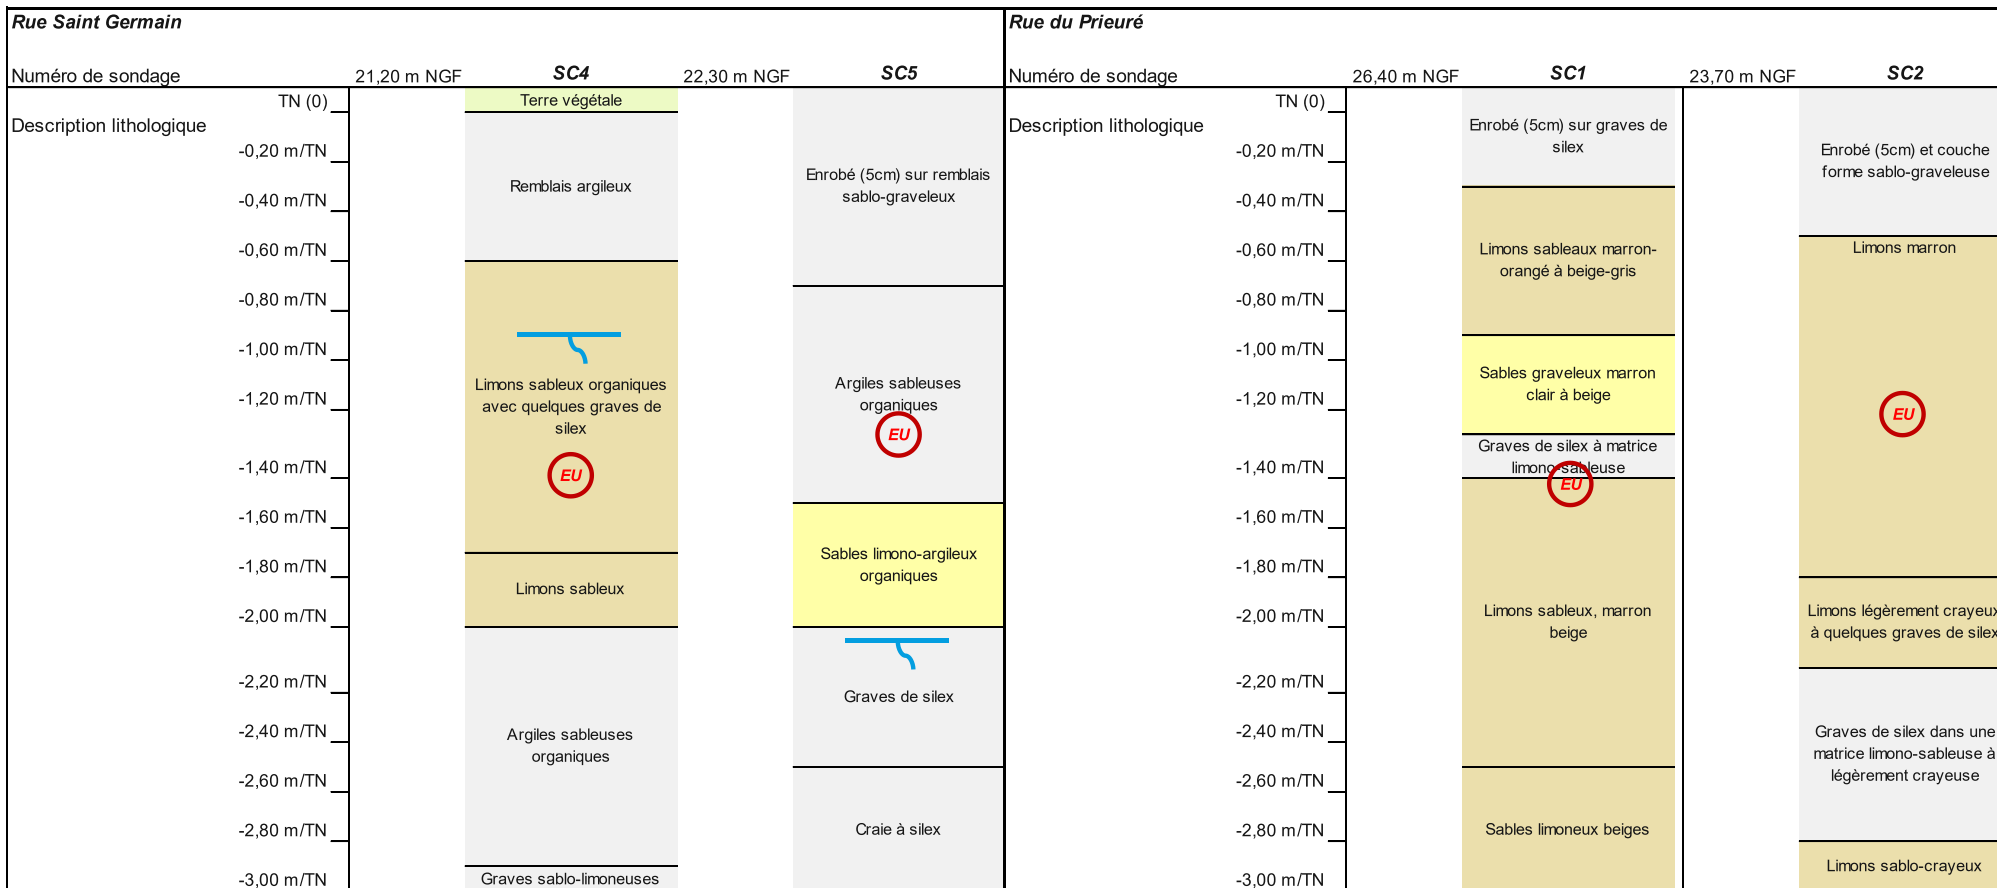 Rue Saint Germain
Rue du Prieuré
Numéro de sondage
21,20 m NGF
SC4
22,30 m NGF
SC5
Numéro de sondage
26,40 m NGF
SC1
23,70 m NGF
SC2
Description lithologique
TN (0)
-0,20 m/TN
-0,40 m/TN
-0,60 m/TN
-0,80 m/TN
-1,00 m/TN
-1,20 m/TN
-1,40 m/TN
-1,60 m/TN
-1,80 m/TN
-2,00 m/TN
-2,20 m/TN
-2,40 m/TN
-2,60 m/TN
-2,80 m/TN
-3,00 m/TN
Terre végétale
Remblais argileux
Limons sableux organiques
avec quelques graves de
silex
EU
Limons sableux
Argiles sableuses
organiques
Graves sablo-limoneuses
Enrobé (5cm) sur remblais
sablo-graveleux
Argiles sableuses
organiques
EU
Sables limono-argileux
organiques
Graves de silex
Craie à silex
Description lithologique
TN (0)
-0,20 m/TN
-0,40 m/TN
-0,60 m/TN
-0,80 m/TN
-1,00 m/TN
-1,20 m/TN
-1,40 m/TN
-1,60 m/TN
-1,80 m/TN
-2,00 m/TN
-2,20 m/TN
-2,40 m/TN
-2,60 m/TN
-2,80 m/TN
-3,00 m/TN
Enrobé (5cm) sur graves de
silex
Limons sableaux marron-
orangé à beige-gris
Sables graveleux marron
clair à beige
Graves de silex à matrice
limono-sableuse
EU
Limons sableux, marron
beige
Sables limoneux beiges
Enrobé (5cm) et couche
forme sablo-graveleuse
Limons marron
EU
Limons légèrement crayeux
à quelques graves de silex
Graves de silex dans une
matrice limono-sableuse à
légèrement crayeuse
Limons sablo-crayeux